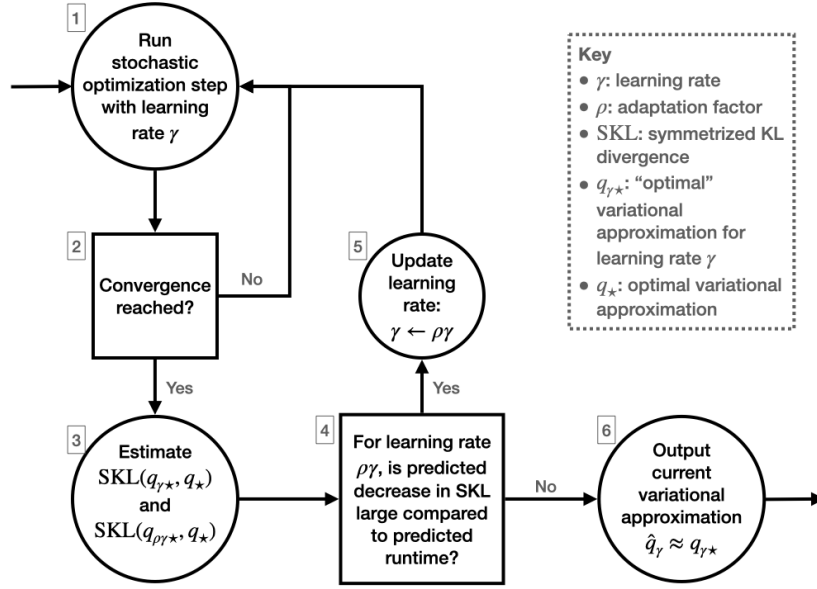 1
Run
stochastic
optimization step
with learning
rate γ
2
Convergence
reached?
No
Yes
3
Estimate
SKL(q_{γ⋆}, q_⋆)
and
SKL(q_{ργ⋆}, q_⋆)
4
For learning rate
ργ, is predicted
decrease in SKL
large compared
to predicted
runtime?
Yes
No
5
Update
learning
rate:
γ ← ργ
6
Output
current
variational
approximation
q̂_γ ≈ q_{γ⋆}
Key
• γ: learning rate
• ρ: adaptation factor
• SKL: symmetrized KL
divergence
• q_{γ⋆}: “optimal”
variational
approximation for
learning rate γ
• q_⋆: optimal variational
approximation